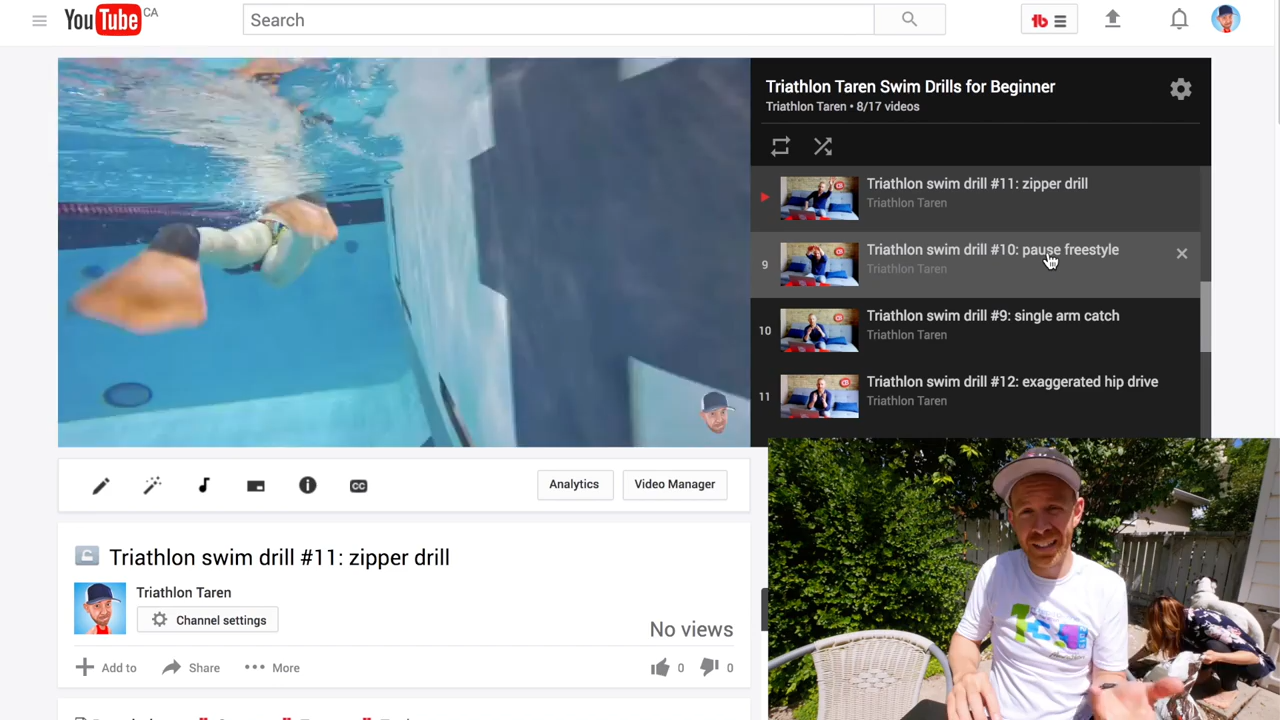 YouTube CA
Search
Triathlon Taren Swim Drills for Beginner
Triathlon Taren • 8/17 videos
Triathlon swim drill #11: zipper drill
Triathlon Taren
9
Triathlon swim drill #10: pause freestyle
Triathlon Taren
10
Triathlon swim drill #9: single arm catch
Triathlon Taren
11
Triathlon swim drill #12: exaggerated hip drive
Triathlon Taren
CC
Analytics
Video Manager
Triathlon swim drill #11: zipper drill
Triathlon Taren
Channel settings
No views
Add to
Share
More
0
0